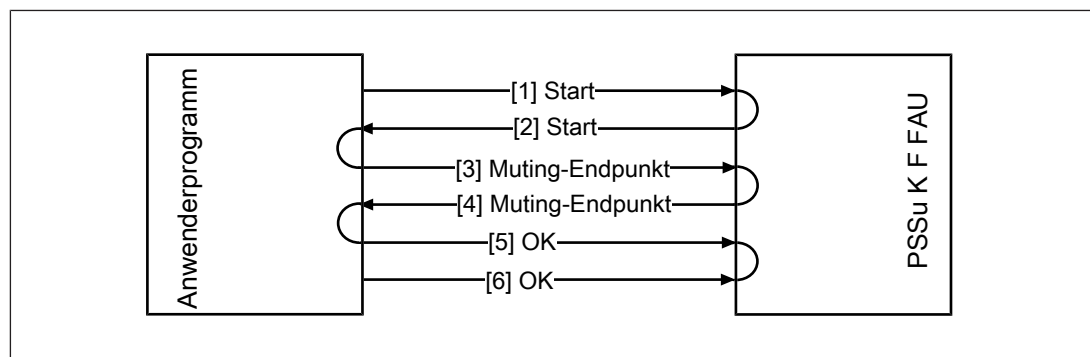 Anwenderprogramm
[1] Start
[2] Start
[3] Muting-Endpunkt
[4] Muting-Endpunkt
[5] OK
[6] OK
PSSu K F FAU